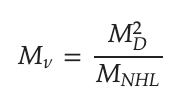 M_ν = M_D^2 / M_NHL